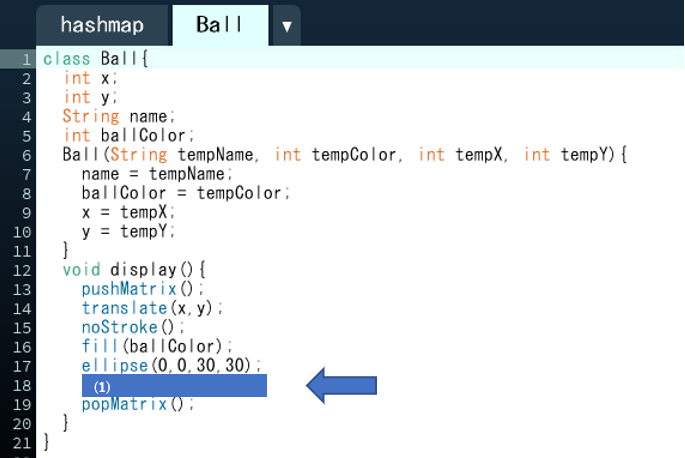 hashmap
Ball
▼
1 class Ball{
2 int x;
3 int y;
4 String name;
5 int ballColor;
6 Ball(String tempName, int tempColor, int tempX, int tempY){
7 name = tempName;
8 ballColor = tempColor;
9 x = tempX;
10 y = tempY;
11 }
12 void display(){
13 pushMatrix();
14 translate(x,y);
15 noStroke();
16 fill(ballColor);
17 ellipse(0,0,30,30);
18 (1)
19 popMatrix();
20 }
21 }